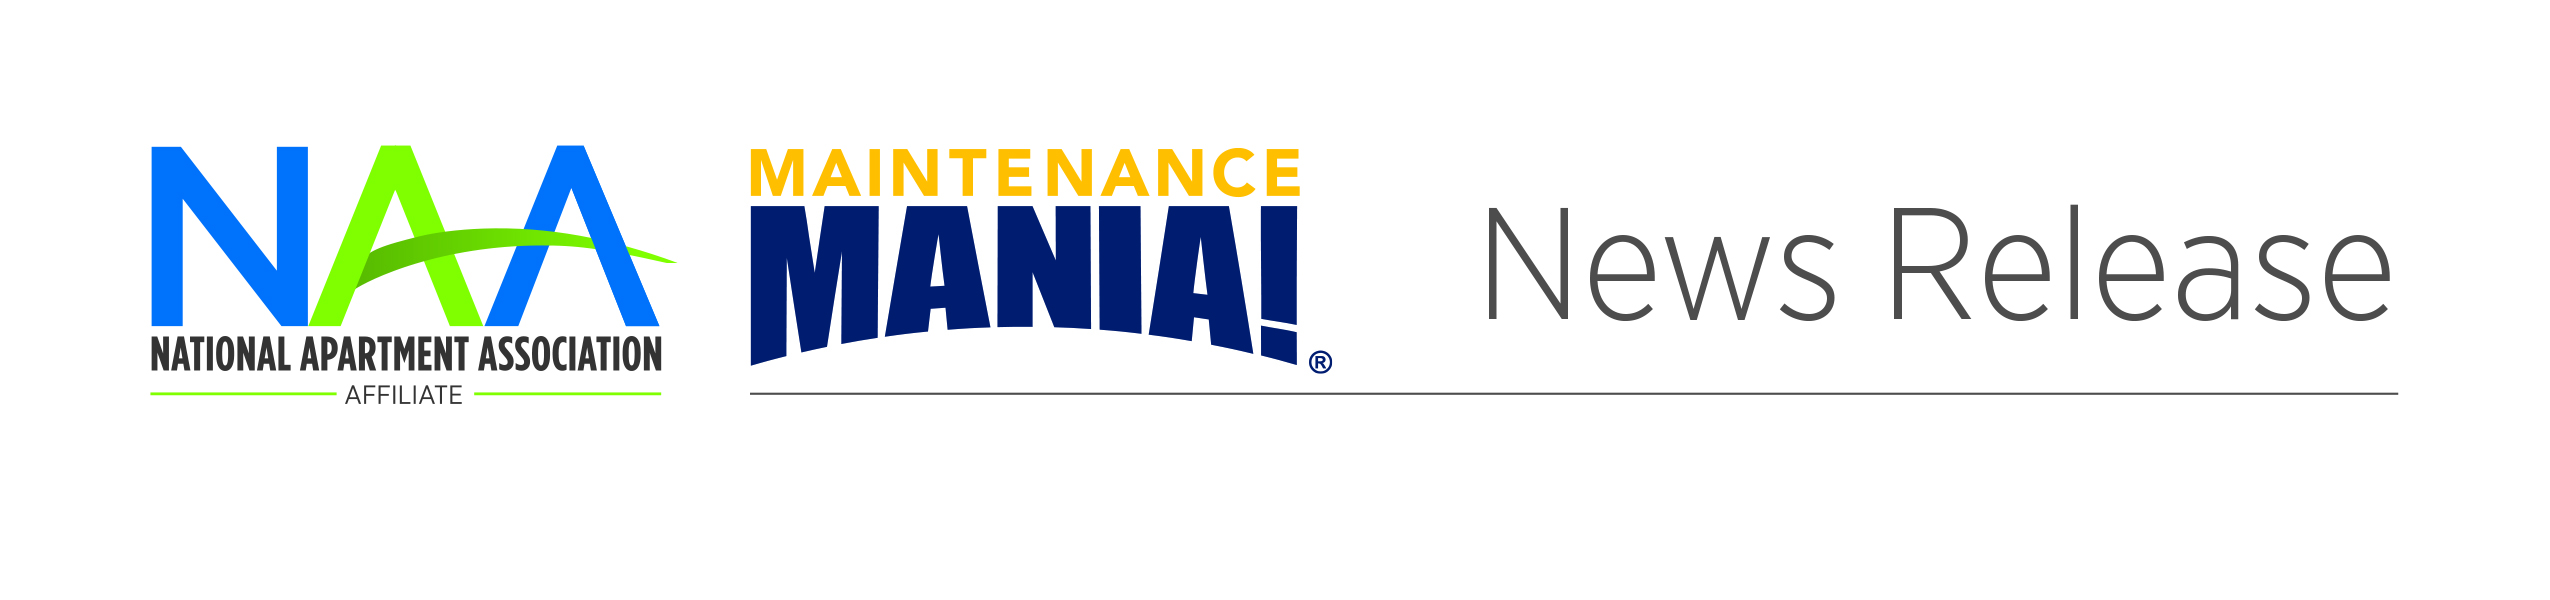 NAA
NATIONAL APARTMENT ASSOCIATION
AFFILIATE
MAINTENANCE
MANIA!®
News Release